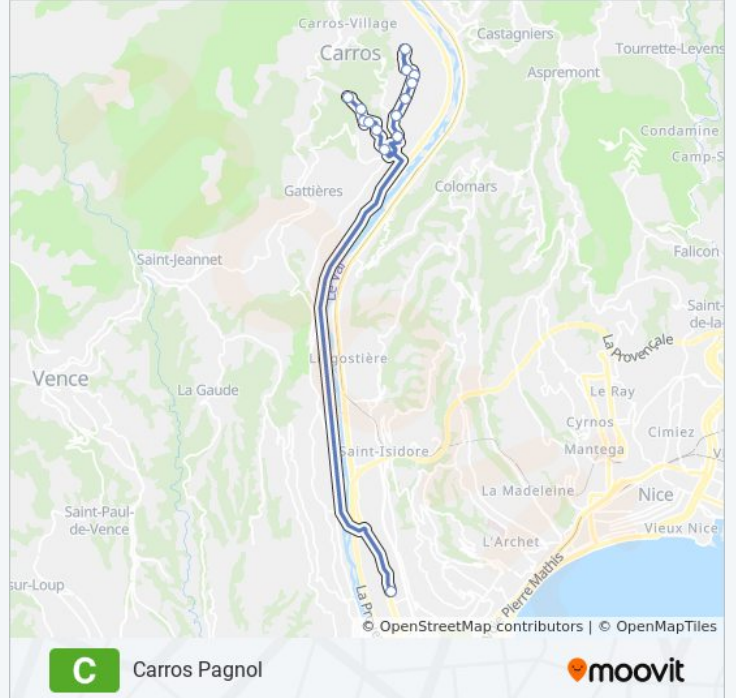 Carros-Village
Castagniers
Carros
Tourrette-Levens
Aspremont
Condamine
Camp-S
Gattières
Colomars
Saint-Jeannet
Falicon
Le Var
Saint-
de-la-
La Provençale
Lingostière
Vence
La Gaude
Le Ray
Cyrnos
Cimiez
Mantega
Saint-Isidore
La Madeleine
Nice
Saint-Paul-
de-Vence
Vieux Nice
L'Archet
sur-Loup
Pierre Mathis
La Pr
© OpenStreetMap contributors | © OpenMapTiles
C Carros Pagnol
moovit